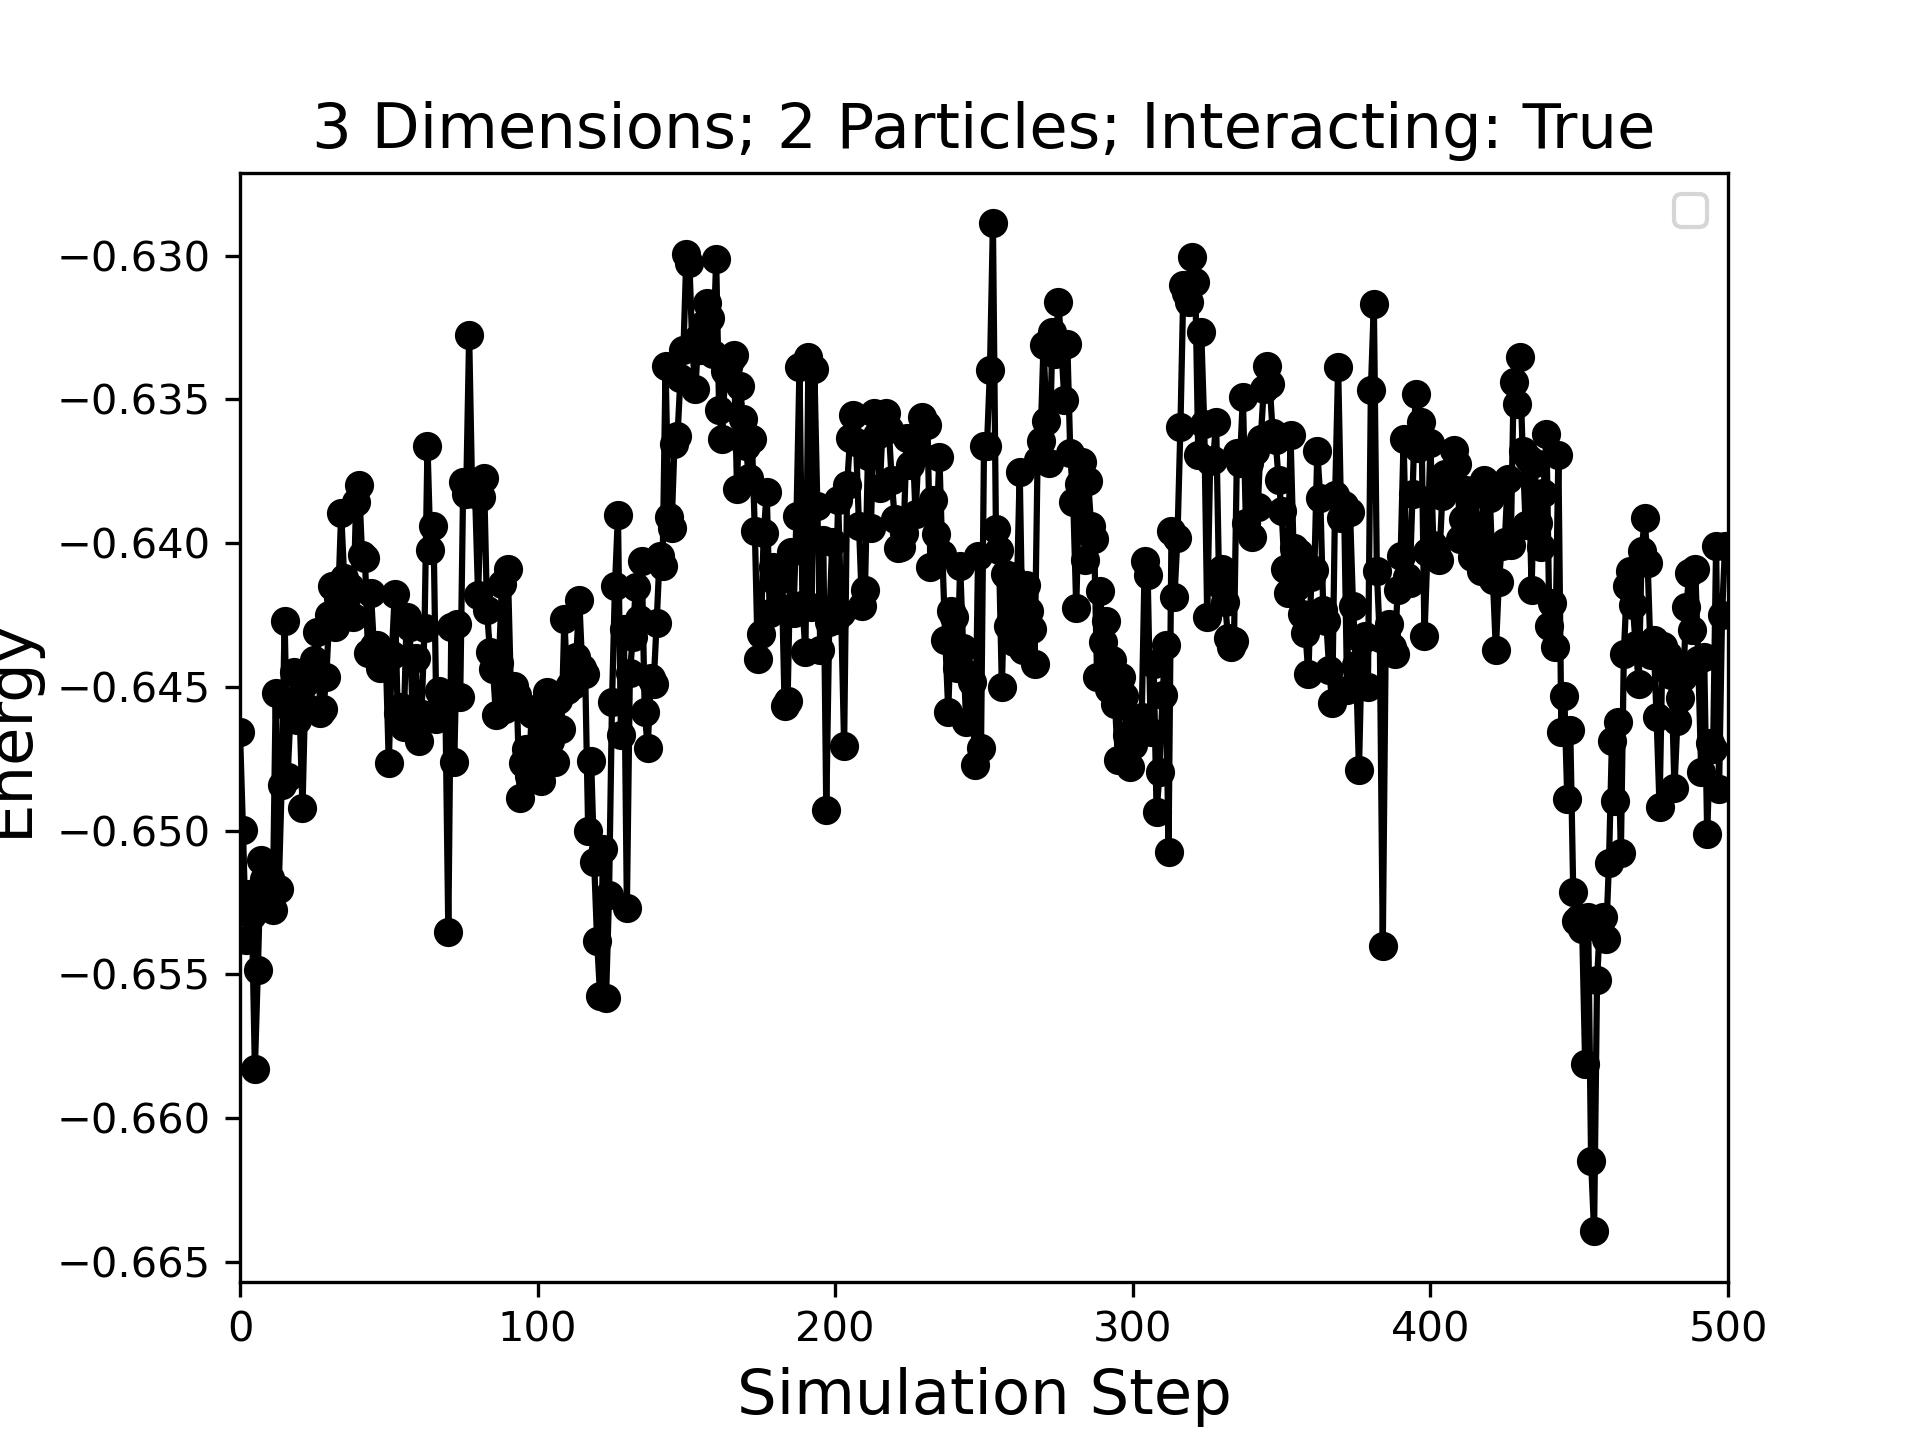 3 Dimensions; 2 Particles; Interacting: True
−0.630
−0.635
−0.640
−0.645
−0.650
−0.655
−0.660
−0.665
Energy
0 100 200 300 400 500
Simulation Step